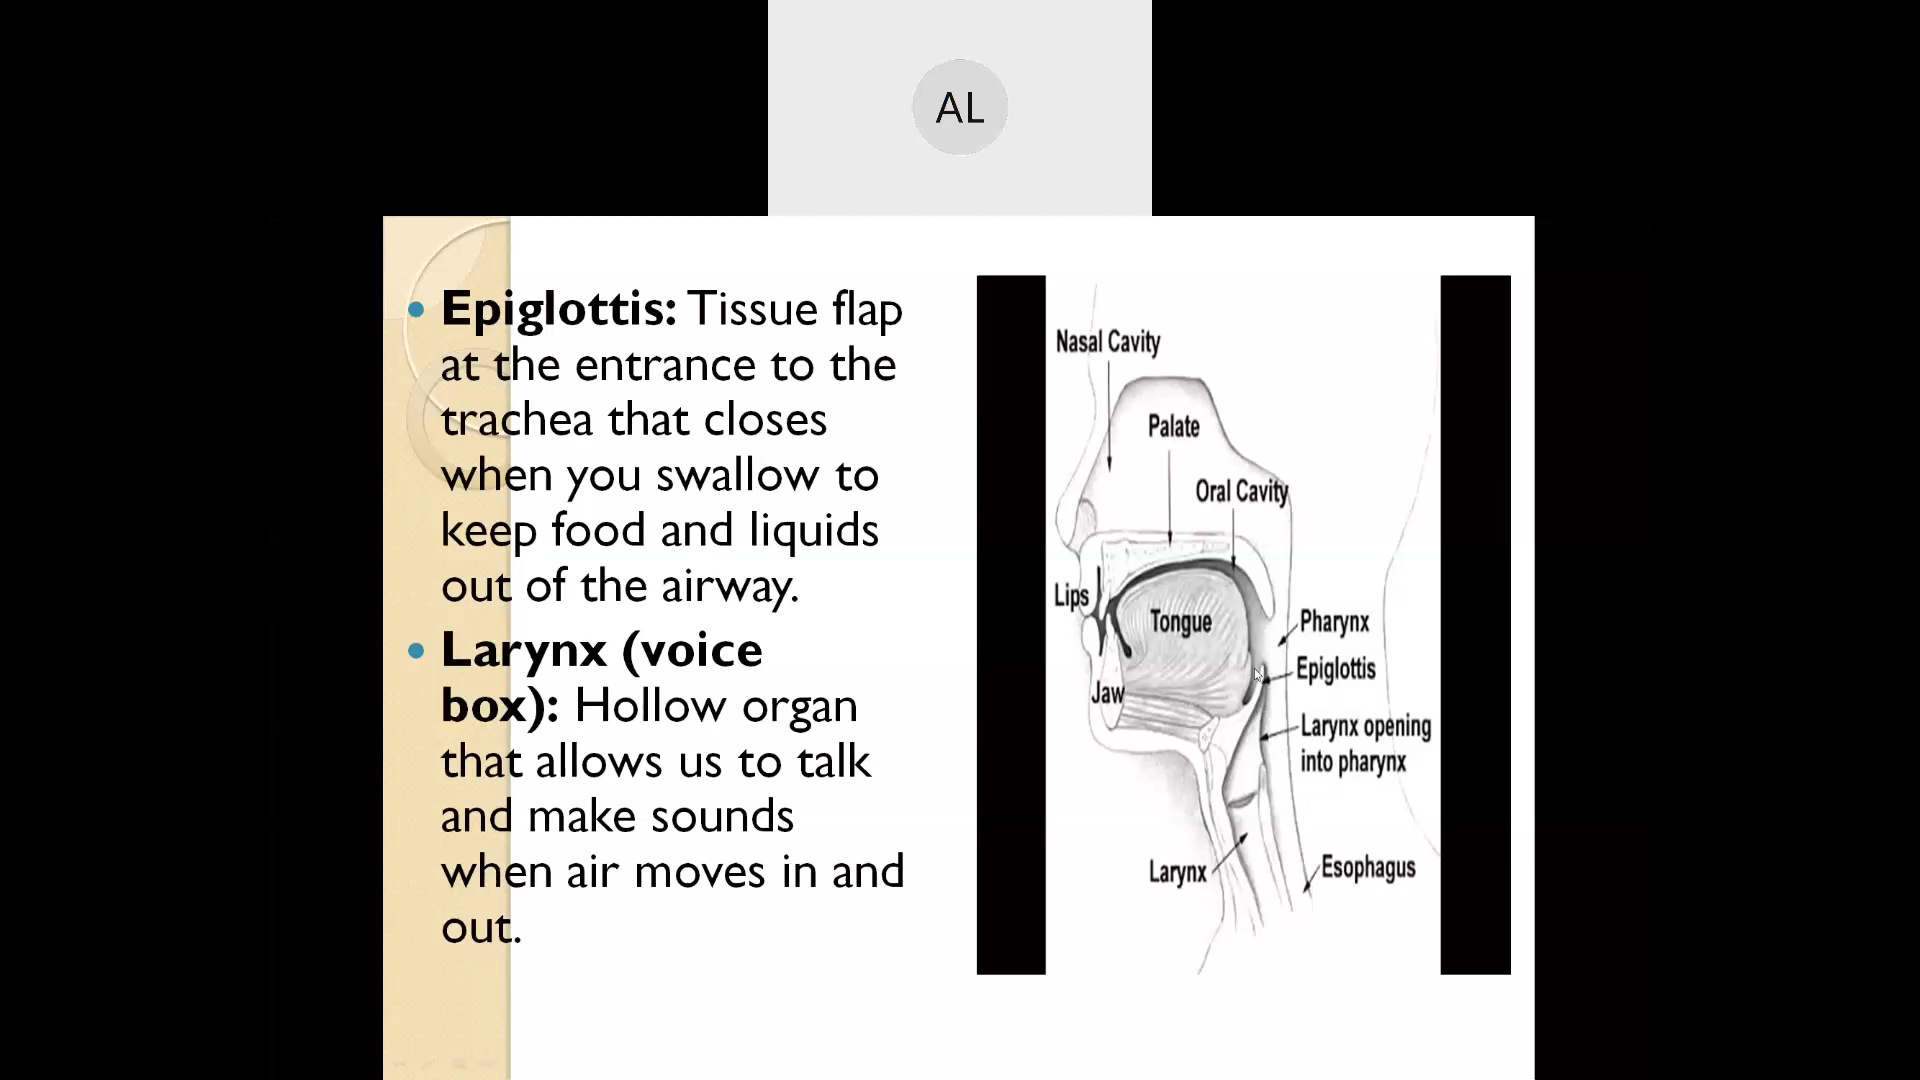 AL
• Epiglottis: Tissue flap
at the entrance to the
trachea that closes
when you swallow to
keep food and liquids
out of the airway.
• Larynx (voice
box): Hollow organ
that allows us to talk
and make sounds
when air moves in and
out.
Nasal Cavity
Palate
Oral Cavity
Lips
Tongue
Pharynx
Epiglottis
Jaw
Larynx opening
into pharynx
Larynx
Esophagus